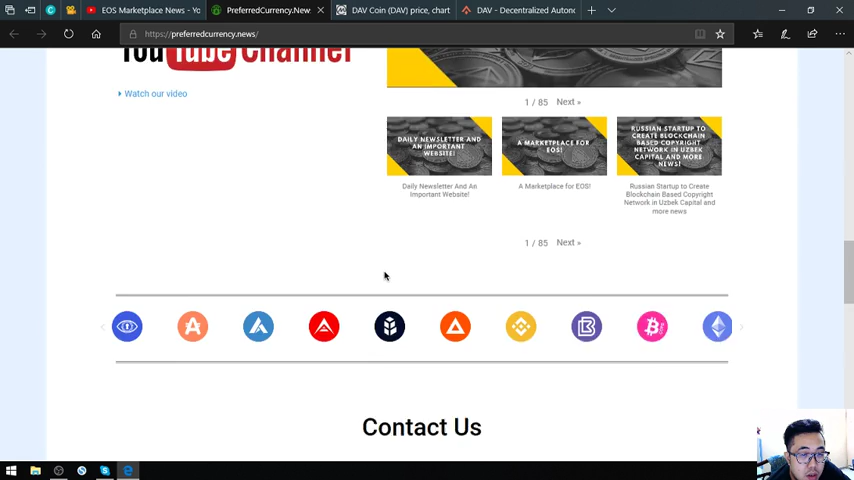 EOS Marketplace News - Yo
PreferredCurrency.New
DAV Coin (DAV) price, chart
DAV - Decentralized Autono
https://preferredcurrency.news/
YouTube Channel
Watch our video
1 / 85 Next »
DAILY NEWSLETTER AND
AN IMPORTANT
WEBSITE!
A MARKETPLACE FOR
EOS!
RUSSIAN STARTUP TO
CREATE BLOCKCHAIN
BASED COPYRIGHT
NETWORK IN UZBEK
CAPITAL AND MORE
NEWS!
Daily Newsletter And An
Important Website!
A Marketplace for EOS!
Russian Startup to Create
Blockchain Based Copyright
Network in Uzbek Capital and
more news
1 / 85 Next »
Contact Us